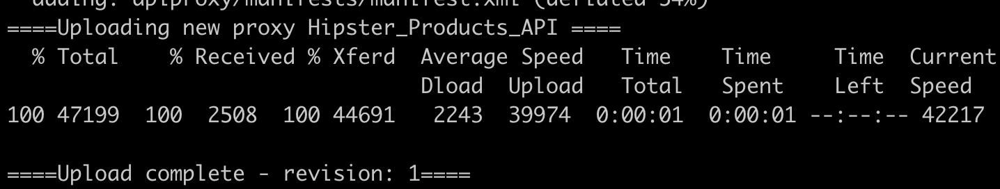 adding: apiproxy/manifests/manifest.xml (deflated 54%)
====Uploading new proxy Hipster_Products_API ====
  % Total    % Received % Xferd  Average Speed   Time    Time     Time  Current
                                 Dload  Upload   Total   Spent    Left  Speed
100 47199  100  2508  100 44691   2243  39974  0:00:01  0:00:01 --:--:-- 42217
====Upload complete - revision: 1====